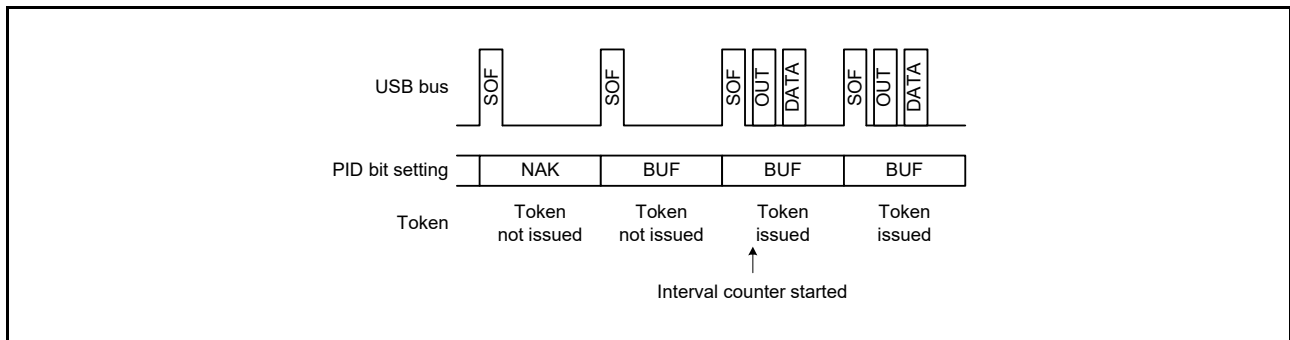 USB bus
SOF
SOF
SOF
OUT
DATA
SOF
OUT
DATA
PID bit setting
NAK
BUF
BUF
BUF
Token
Token
not issued
Token
not issued
Token
issued
Token
issued
Interval counter started